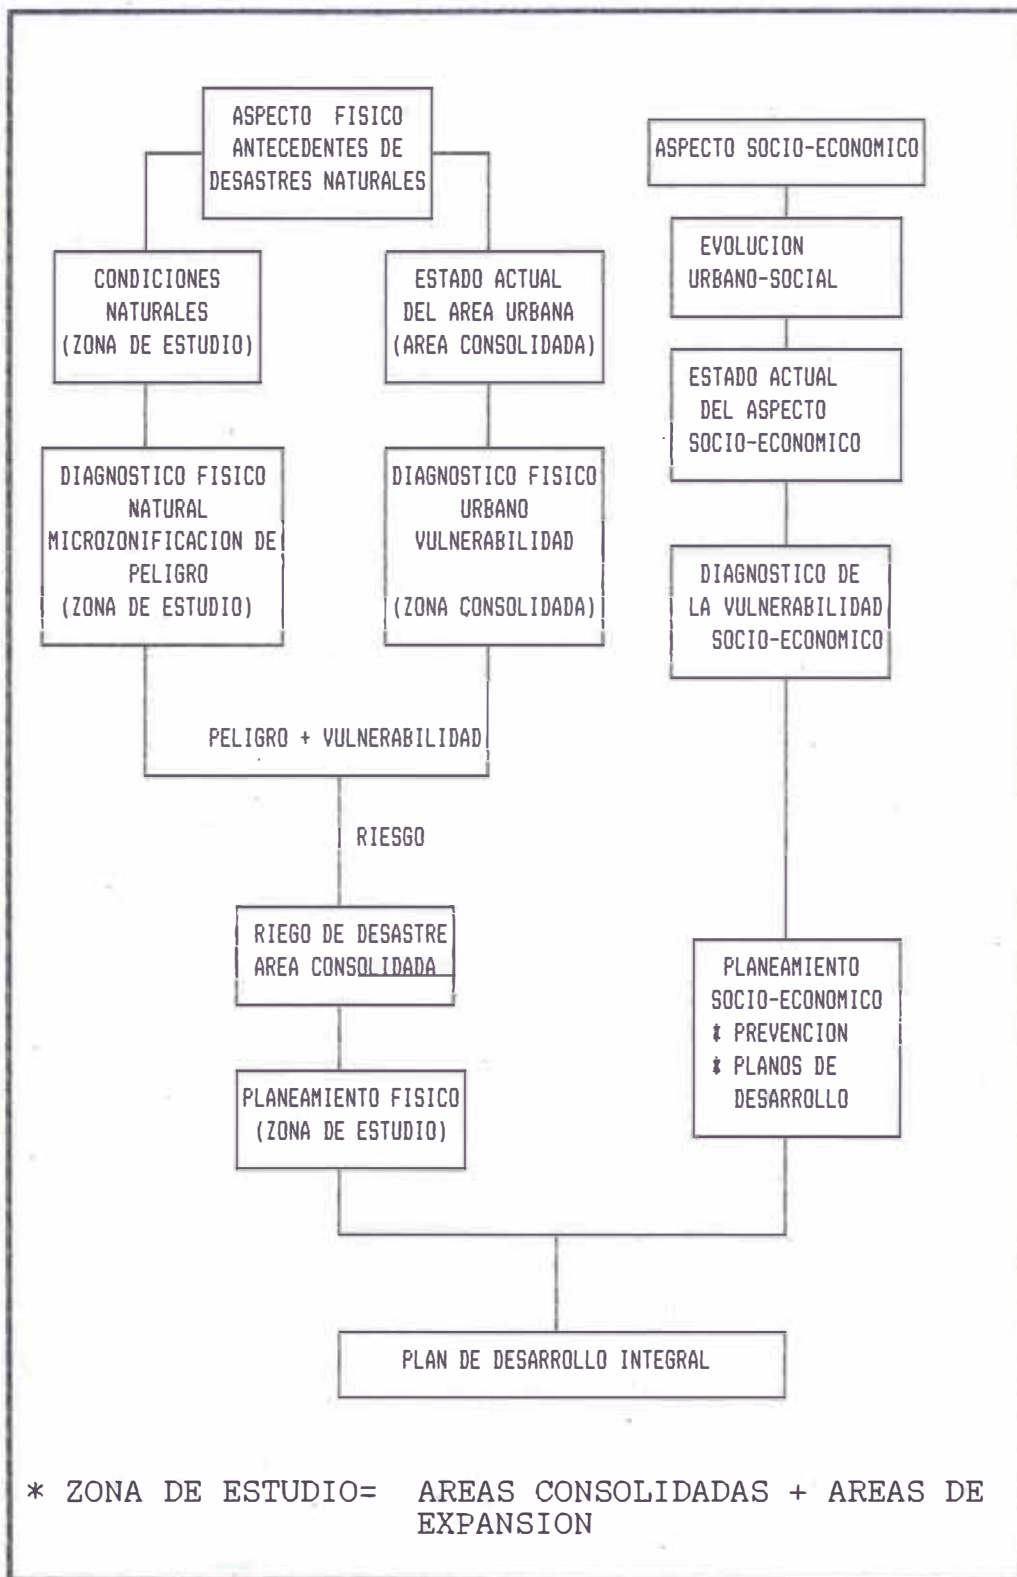 ASPECTO FISICO
ANTECEDENTES DE
DESASTRES NATURALES
CONDICIONES
NATURALES
(ZONA DE ESTUDIO)
ESTADO ACTUAL
DEL AREA URBANA
(AREA CONSOLIDADA)
DIAGNOSTICO FISICO
NATURAL
MICROZONIFICACION DE
PELIGRO
(ZONA DE ESTUDIO)
DIAGNOSTICO FISICO
URBANO
VULNERABILIDAD
(ZONA CONSOLIDADA)
PELIGRO + VULNERABILIDAD
RIESGO
RIEGO DE DESASTRE
AREA CONSOLIDADA
PLANEAMIENTO FISICO
(ZONA DE ESTUDIO)
ASPECTO SOCIO-ECONOMICO
EVOLUCION
URBANO-SOCIAL
ESTADO ACTUAL
DEL ASPECTO
SOCIO-ECONOMICO
DIAGNOSTICO DE
LA VULNERABILIDAD
SOCIO-ECONOMICO
PLANEAMIENTO
SOCIO-ECONOMICO
* PREVENCION
* PLANOS DE
DESARROLLO
PLAN DE DESARROLLO INTEGRAL
* ZONA DE ESTUDIO= AREAS CONSOLIDADAS + AREAS DE
EXPANSION